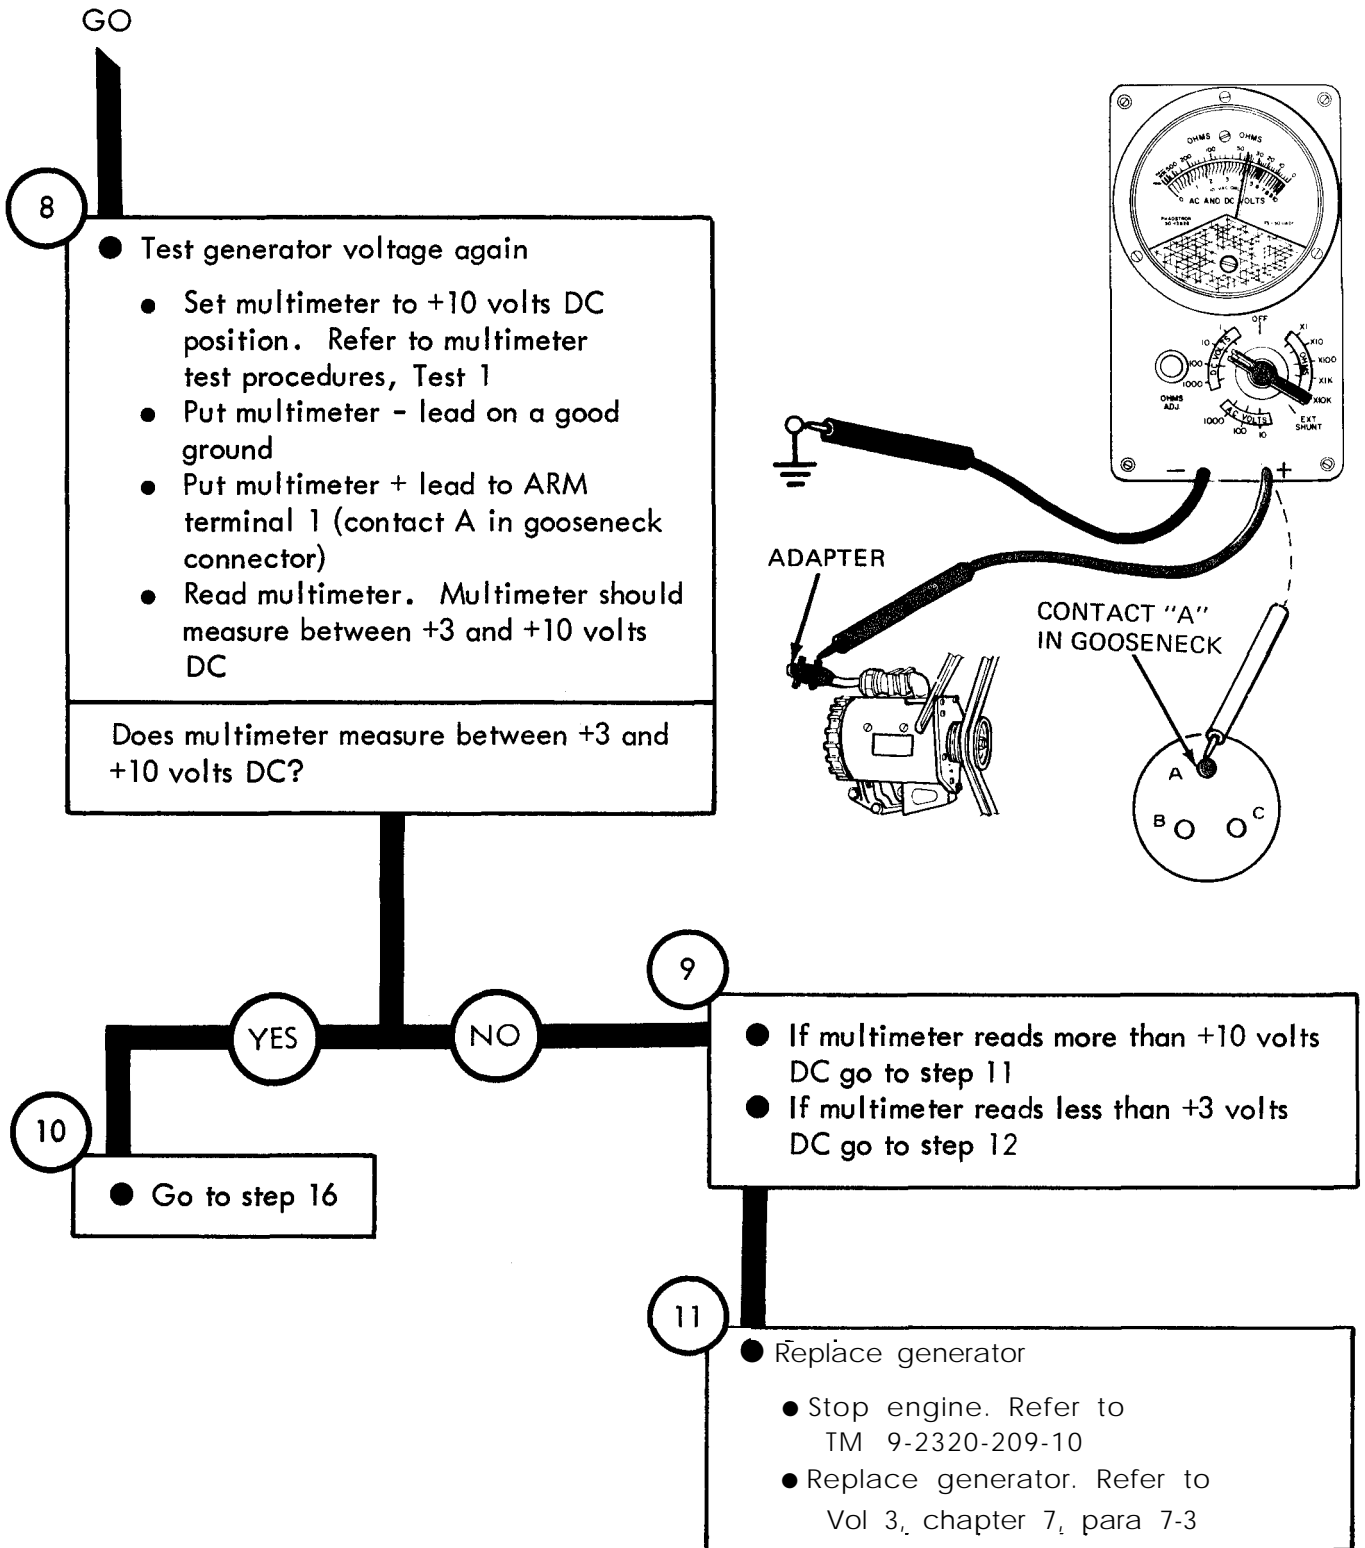 GO
8
● Test generator voltage again
● Set multimeter to +10 volts DC
position. Refer to multimeter
test procedures, Test 1
● Put multimeter - lead on a good
ground
● Put multimeter + lead to ARM
terminal 1 (contact A in gooseneck
connector)
● Read multimeter. Multimeter should
measure between +3 and +10 volts
DC
Does multimeter measure between +3 and
+10 volts DC?
OHMS OHMS
AC AND DC VOLTS
OFF
1
10
100
1000
DC VOLTS
X1
X10
X100
X1K
X10K
OHMS
OHMS
ADJ.
1000
100
10
AC VOLTS
EXT
SHUNT
- +
ADAPTER
CONTACT "A"
IN GOOSENECK
A
B
C
YES
NO
9
● If multimeter reads more than +10 volts
DC go to step 11
● If multimeter reads less than +3 volts
DC go to step 12
10
● Go to step 16
11
● Replace generator
● Stop engine. Refer to
TM 9-2320-209-10
● Replace generator. Refer to
Vol 3, chapter 7, para 7-3